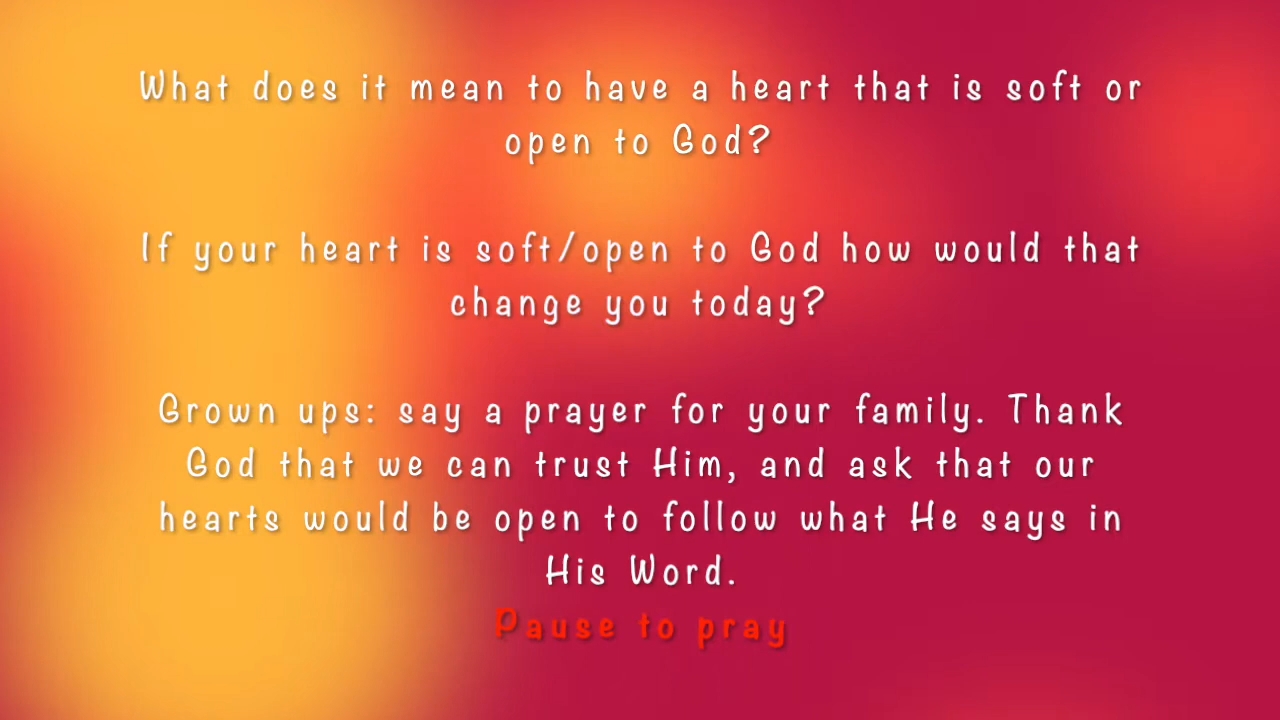 What does it mean to have a heart that is soft or
open to God?
If your heart is soft/open to God how would that
change you today?
Grown ups: say a prayer for your family. Thank
God that we can trust Him, and ask that our
hearts would be open to follow what He says in
His Word.
Pause to pray